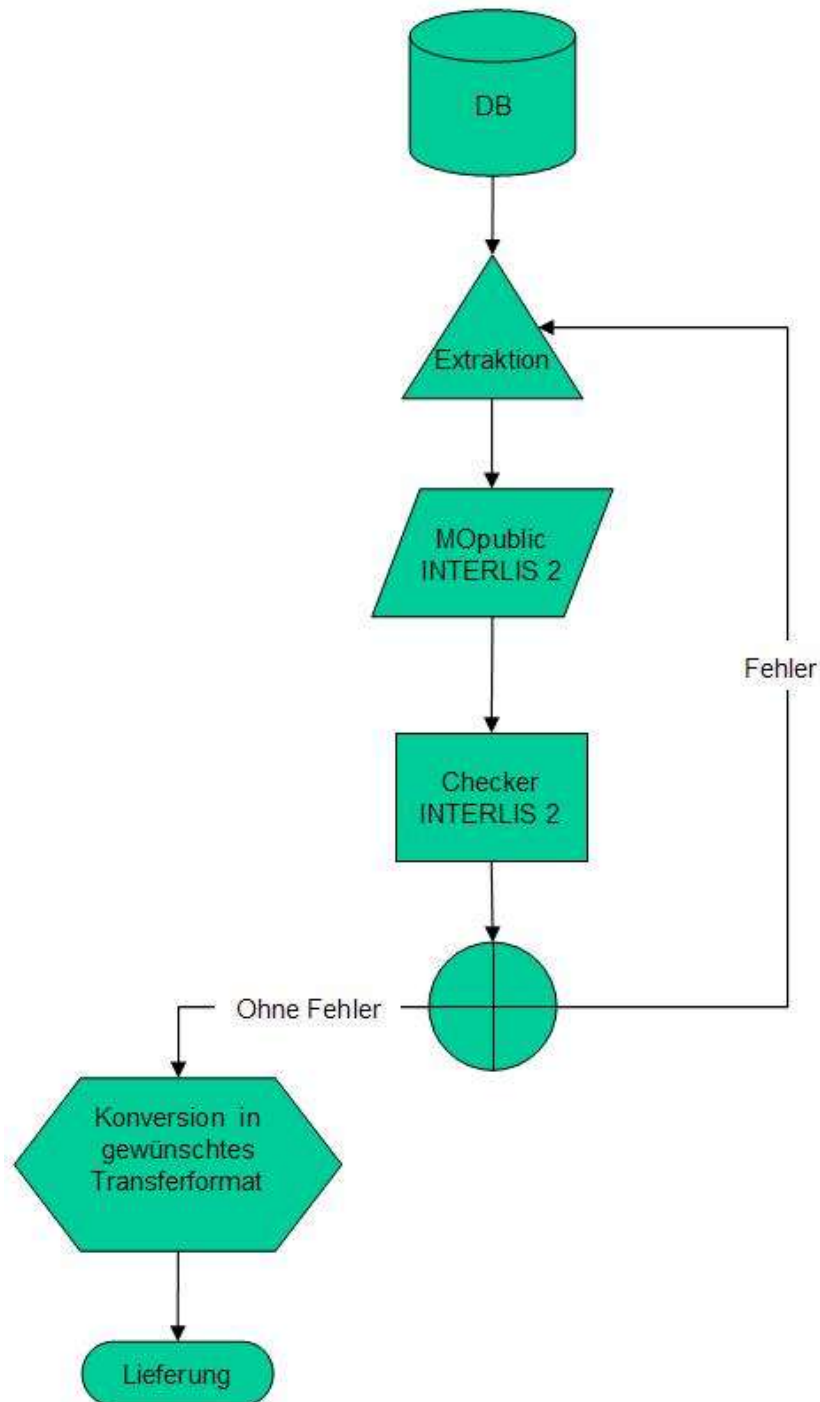 DB
Extraktion
MOpublic
INTERLIS 2
Fehler
Checker
INTERLIS 2
Ohne Fehler
Konversion in
gewünschtes
Transferformat
Lieferung